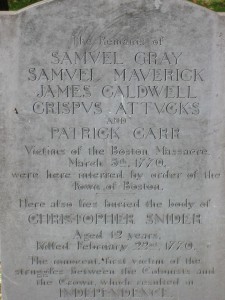 The Remains of
SAMVEL GRAY
SAMVEL MAVERICK
JAMES CALDWELL
CRISPVS ATTVCKS
AND
PATRICK CARR
Victims of the Boston Massacre
March 5th, 1770,
were here interred by order of the
Town of Boston.
Here also lies buried the body of
CHRISTOPHER SNIDER
Aged 12 years,
Killed February 22nd, 1770.
The innocent, first victim of the
struggles between the Colonists and
the Crown, which resulted in
INDEPENDENCE.